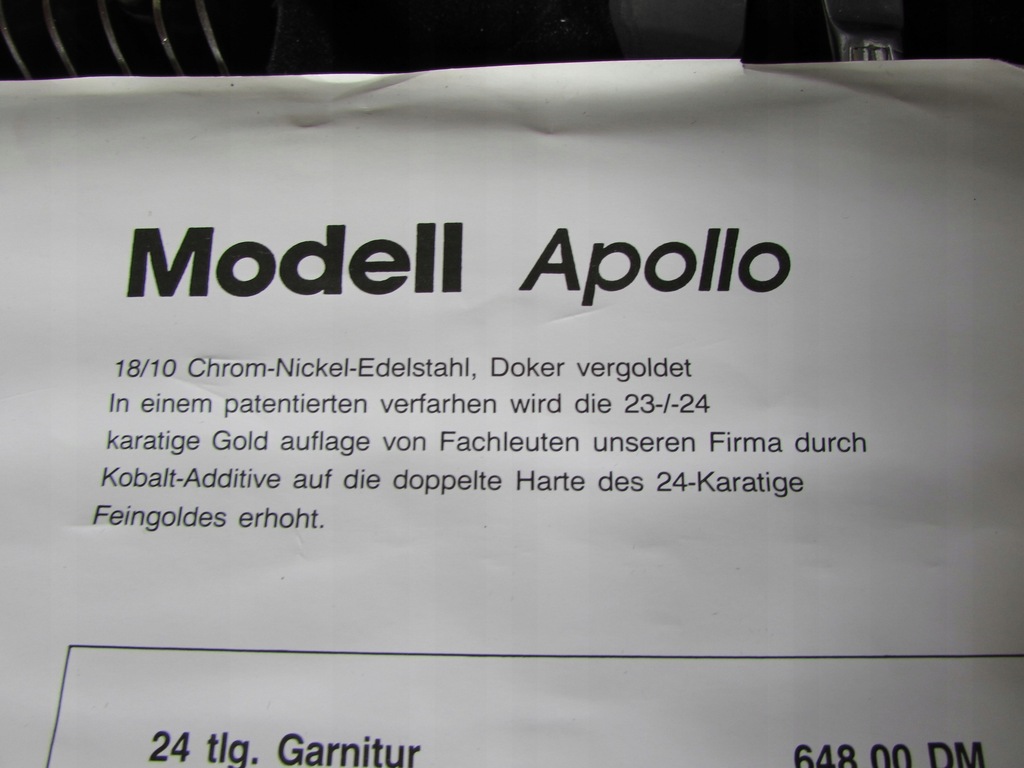 Modell Apollo
18/10 Chrom-Nickel-Edelstahl, Doker vergoldet
In einem patentierten verfarhen wird die 23-/-24
karatige Gold auflage von Fachleuten unseren Firma durch
Kobalt-Additive auf die doppelte Harte des 24-Karatige
Feingoldes erhoht.
24 tlg. Garnitur 648.00 DM